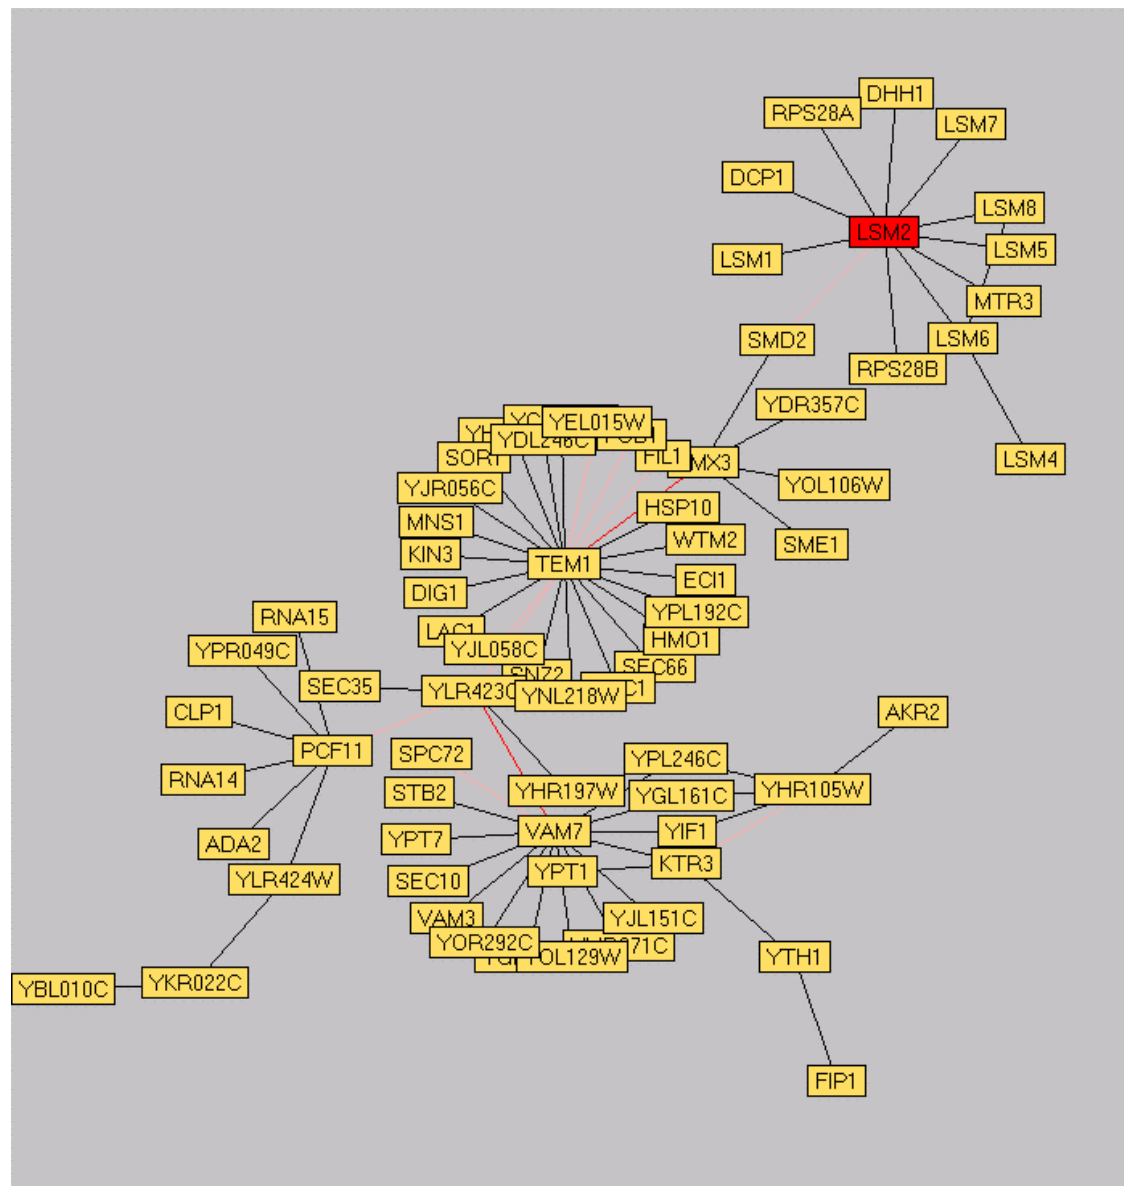 DHH1
RPS28A
LSM7
DCP1
LSM8
LSM2
LSM5
LSM1
MTR3
SMD2
LSM6
RPS28B
YDR357C
YEL015W
YDL246C
SOR1
FIL1
LSM4
YOL106W
YJR056C
HSP10
MNS1
WTM2
SME1
KIN3
TEM1
ECI1
DIG1
YPL192C
RNA15
LAC1
HMO1
YPR049C
YJL058C
SEC66
SNZ2
SEC35
YLR423C
YNL218W
CLP1
AKR2
PCF11
SPC72
YPL246C
RNA14
STB2
YHR197W
YGL161C
YHR105W
ADA2
YPT7
VAM7
YIF1
KTR3
YLR424W
SEC10
YPT1
VAM3
YJL151C
YOR292C
YOL129W
YTH1
YBL010C
YKR022C
FIP1